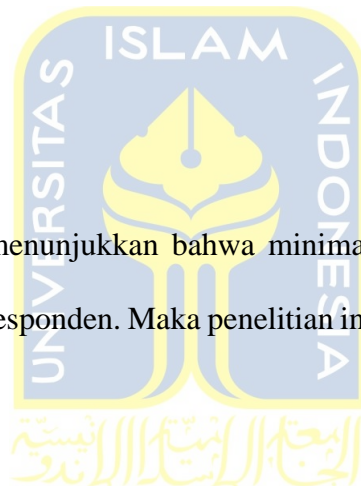 ISLAM
UNIVERSITAS
INDONESIA
menunjukkan bahwa minima
esponden. Maka penelitian in